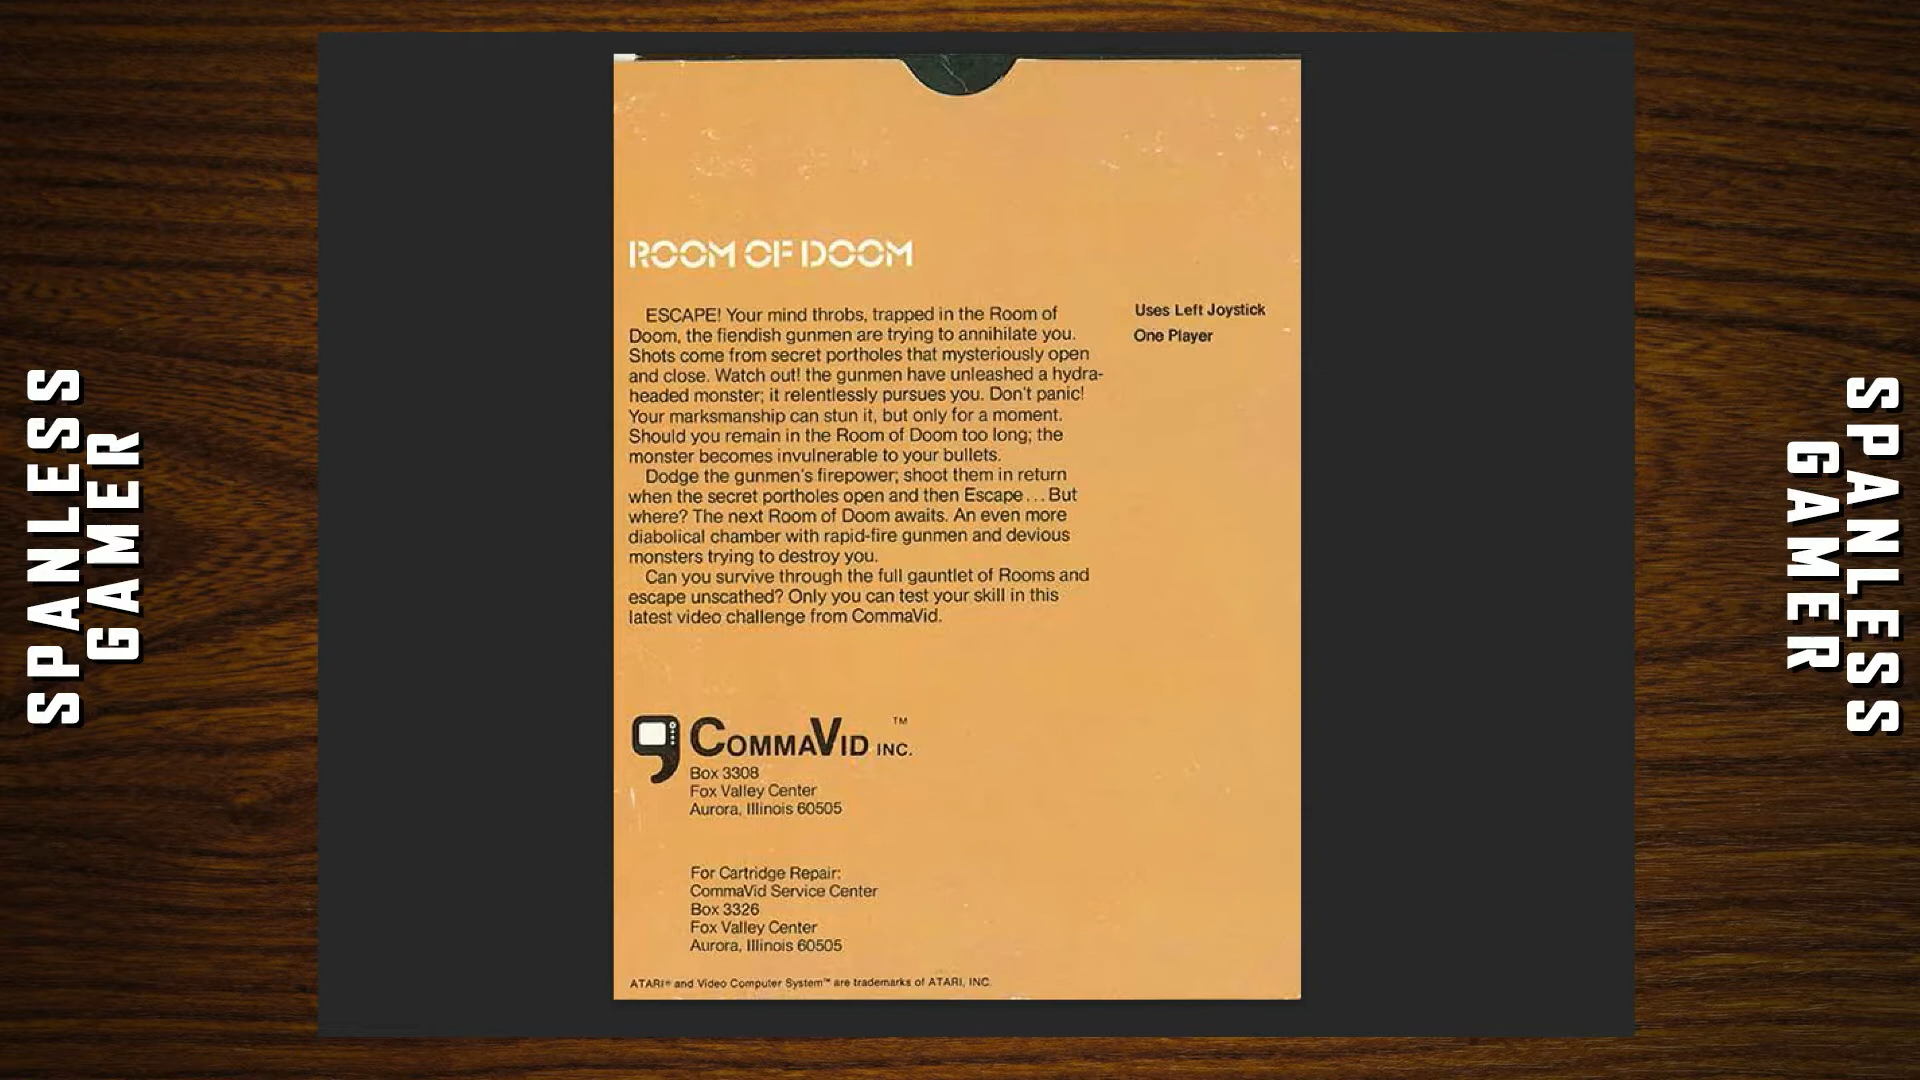 SPANLESS
GAMER
ROOM OF DOOM
ESCAPE! Your mind throbs, trapped in the Room of
Doom, the fiendish gunmen are trying to annihilate you.
Shots come from secret portholes that mysteriously open
and close. Watch out! the gunmen have unleashed a hydra-
headed monster; it relentlessly pursues you. Don't panic!
Your marksmanship can stun it, but only for a moment.
Should you remain in the Room of Doom too long; the
monster becomes invulnerable to your bullets.
Dodge the gunmen's firepower; shoot them in return
when the secret portholes open and then Escape... But
where? The next Room of Doom awaits. An even more
diabolical chamber with rapid-fire gunmen and devious
monsters trying to destroy you.
Can you survive through the full gauntlet of Rooms and
escape unscathed? Only you can test your skill in this
latest video challenge from CommaVid.
Uses Left Joystick
One Player
COMMAVID INC.™
Box 3308
Fox Valley Center
Aurora, Illinois 60505
For Cartridge Repair:
CommaVid Service Center
Box 3326
Fox Valley Center
Aurora, Illinois 60505
ATARI® and Video Computer System™ are trademarks of ATARI, INC.
SPANLESS
GAMER